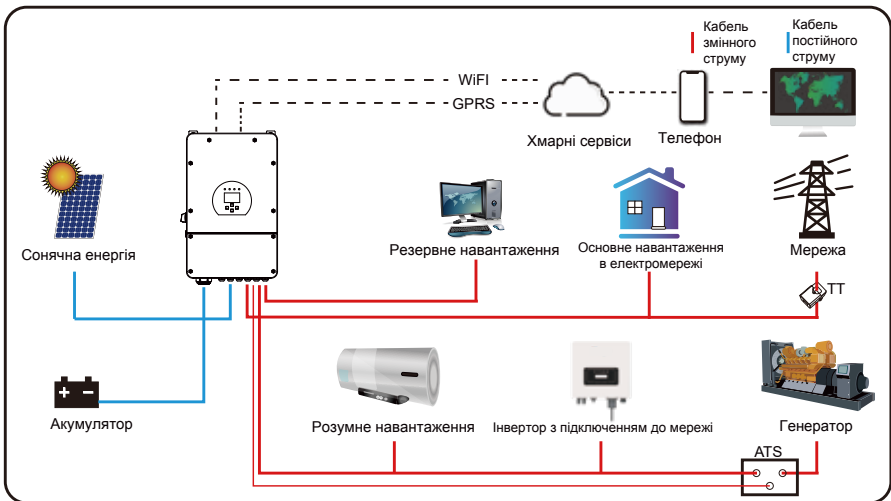 Кабель
змінного
струму
Кабель
постійного
струму
WiFI
GPRS
Хмарні сервіси
Телефон
Сонячна енергія
Резервне навантаження
Основне навантаження
в електромережі
Мережа
ТТ
Акумулятор
Розумне навантаження
Інвертор з підключенням до мережі
Генератор
ATS